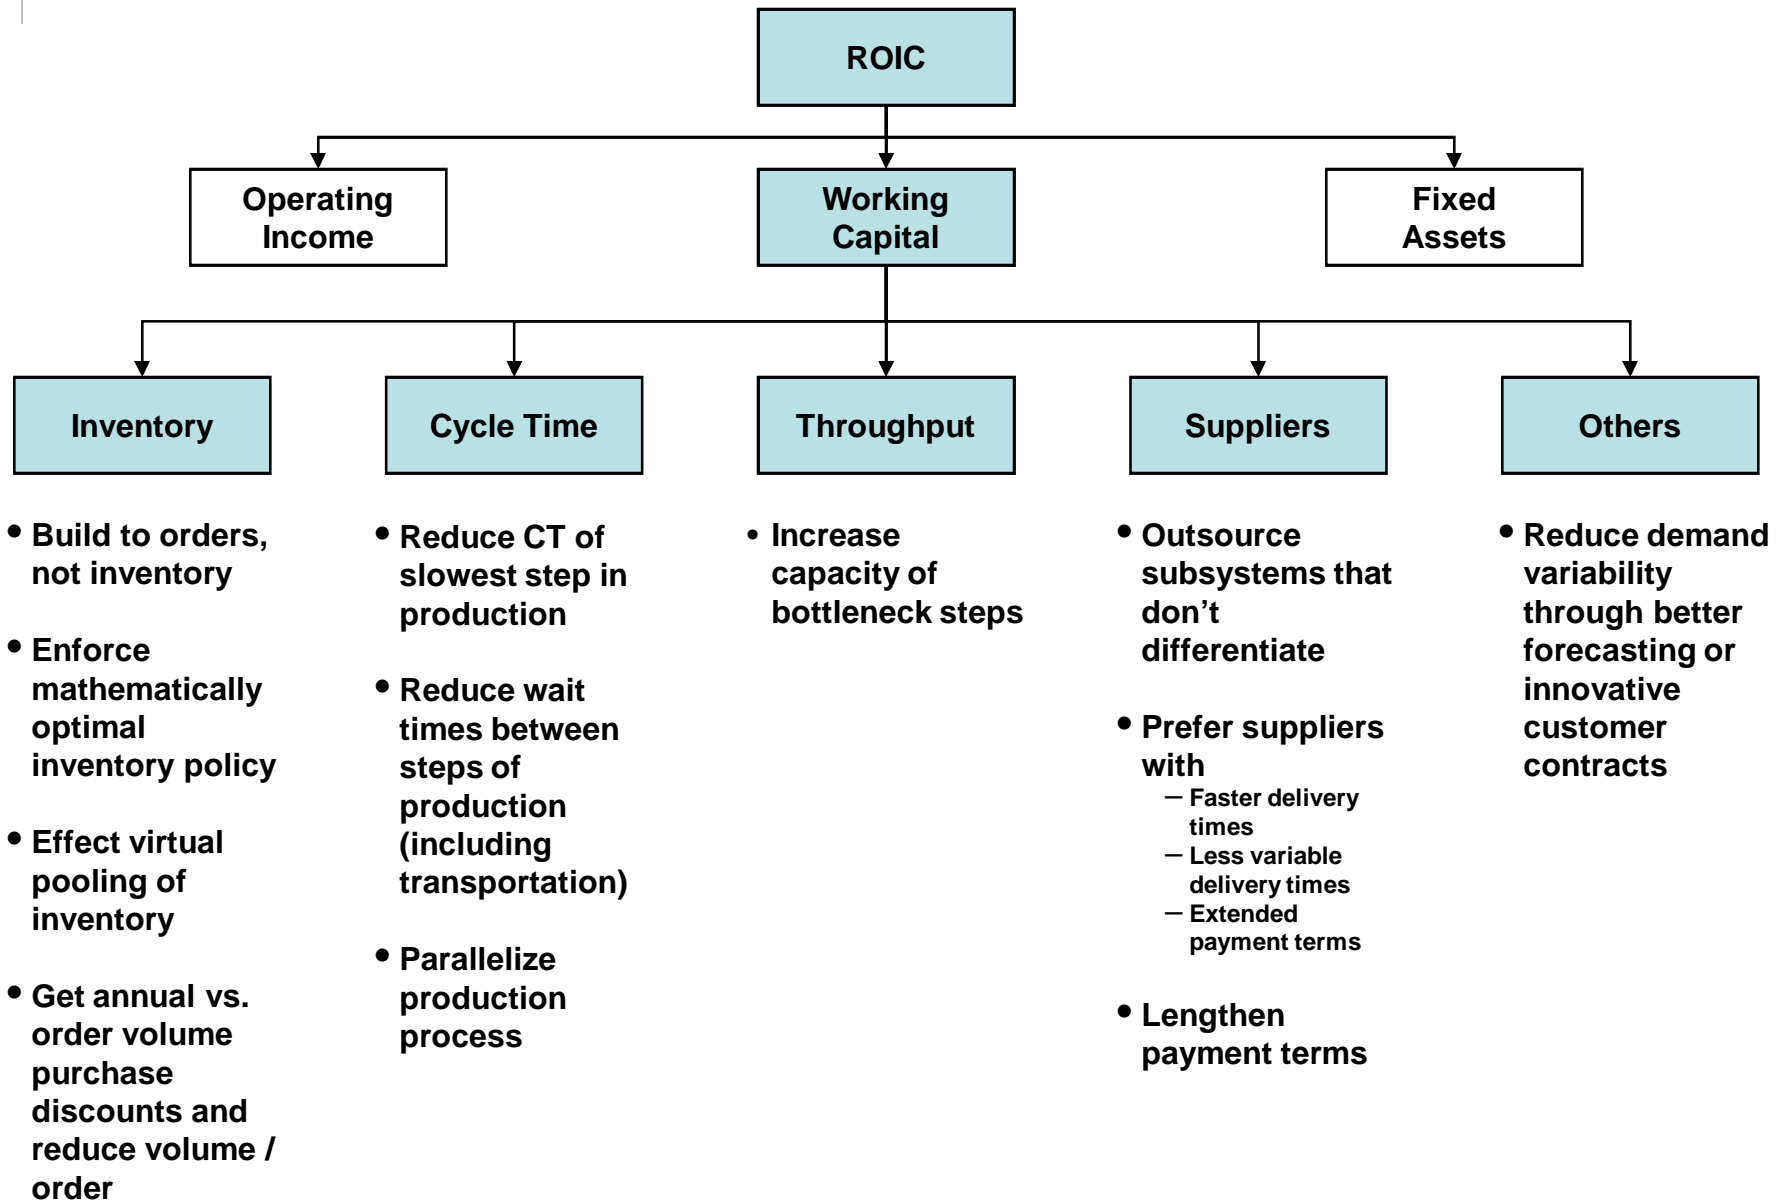 ROIC
Operating
Income
Working
Capital
Fixed
Assets
Inventory
Cycle Time
Throughput
Suppliers
Others
• Build to orders,
not inventory
• Enforce
mathematically
optimal
inventory policy
• Effect virtual
pooling of
inventory
• Get annual vs.
order volume
purchase
discounts and
reduce volume /
order
• Reduce CT of
slowest step in
production
• Reduce wait
times between
steps of
production
(including
transportation)
• Parallelize
production
process
• Increase
capacity of
bottleneck steps
• Outsource
subsystems that
don’t
differentiate
• Prefer suppliers
with
– Faster delivery
times
– Less variable
delivery times
– Extended
payment terms
• Lengthen
payment terms
• Reduce demand
variability
through better
forecasting or
innovative
customer
contracts